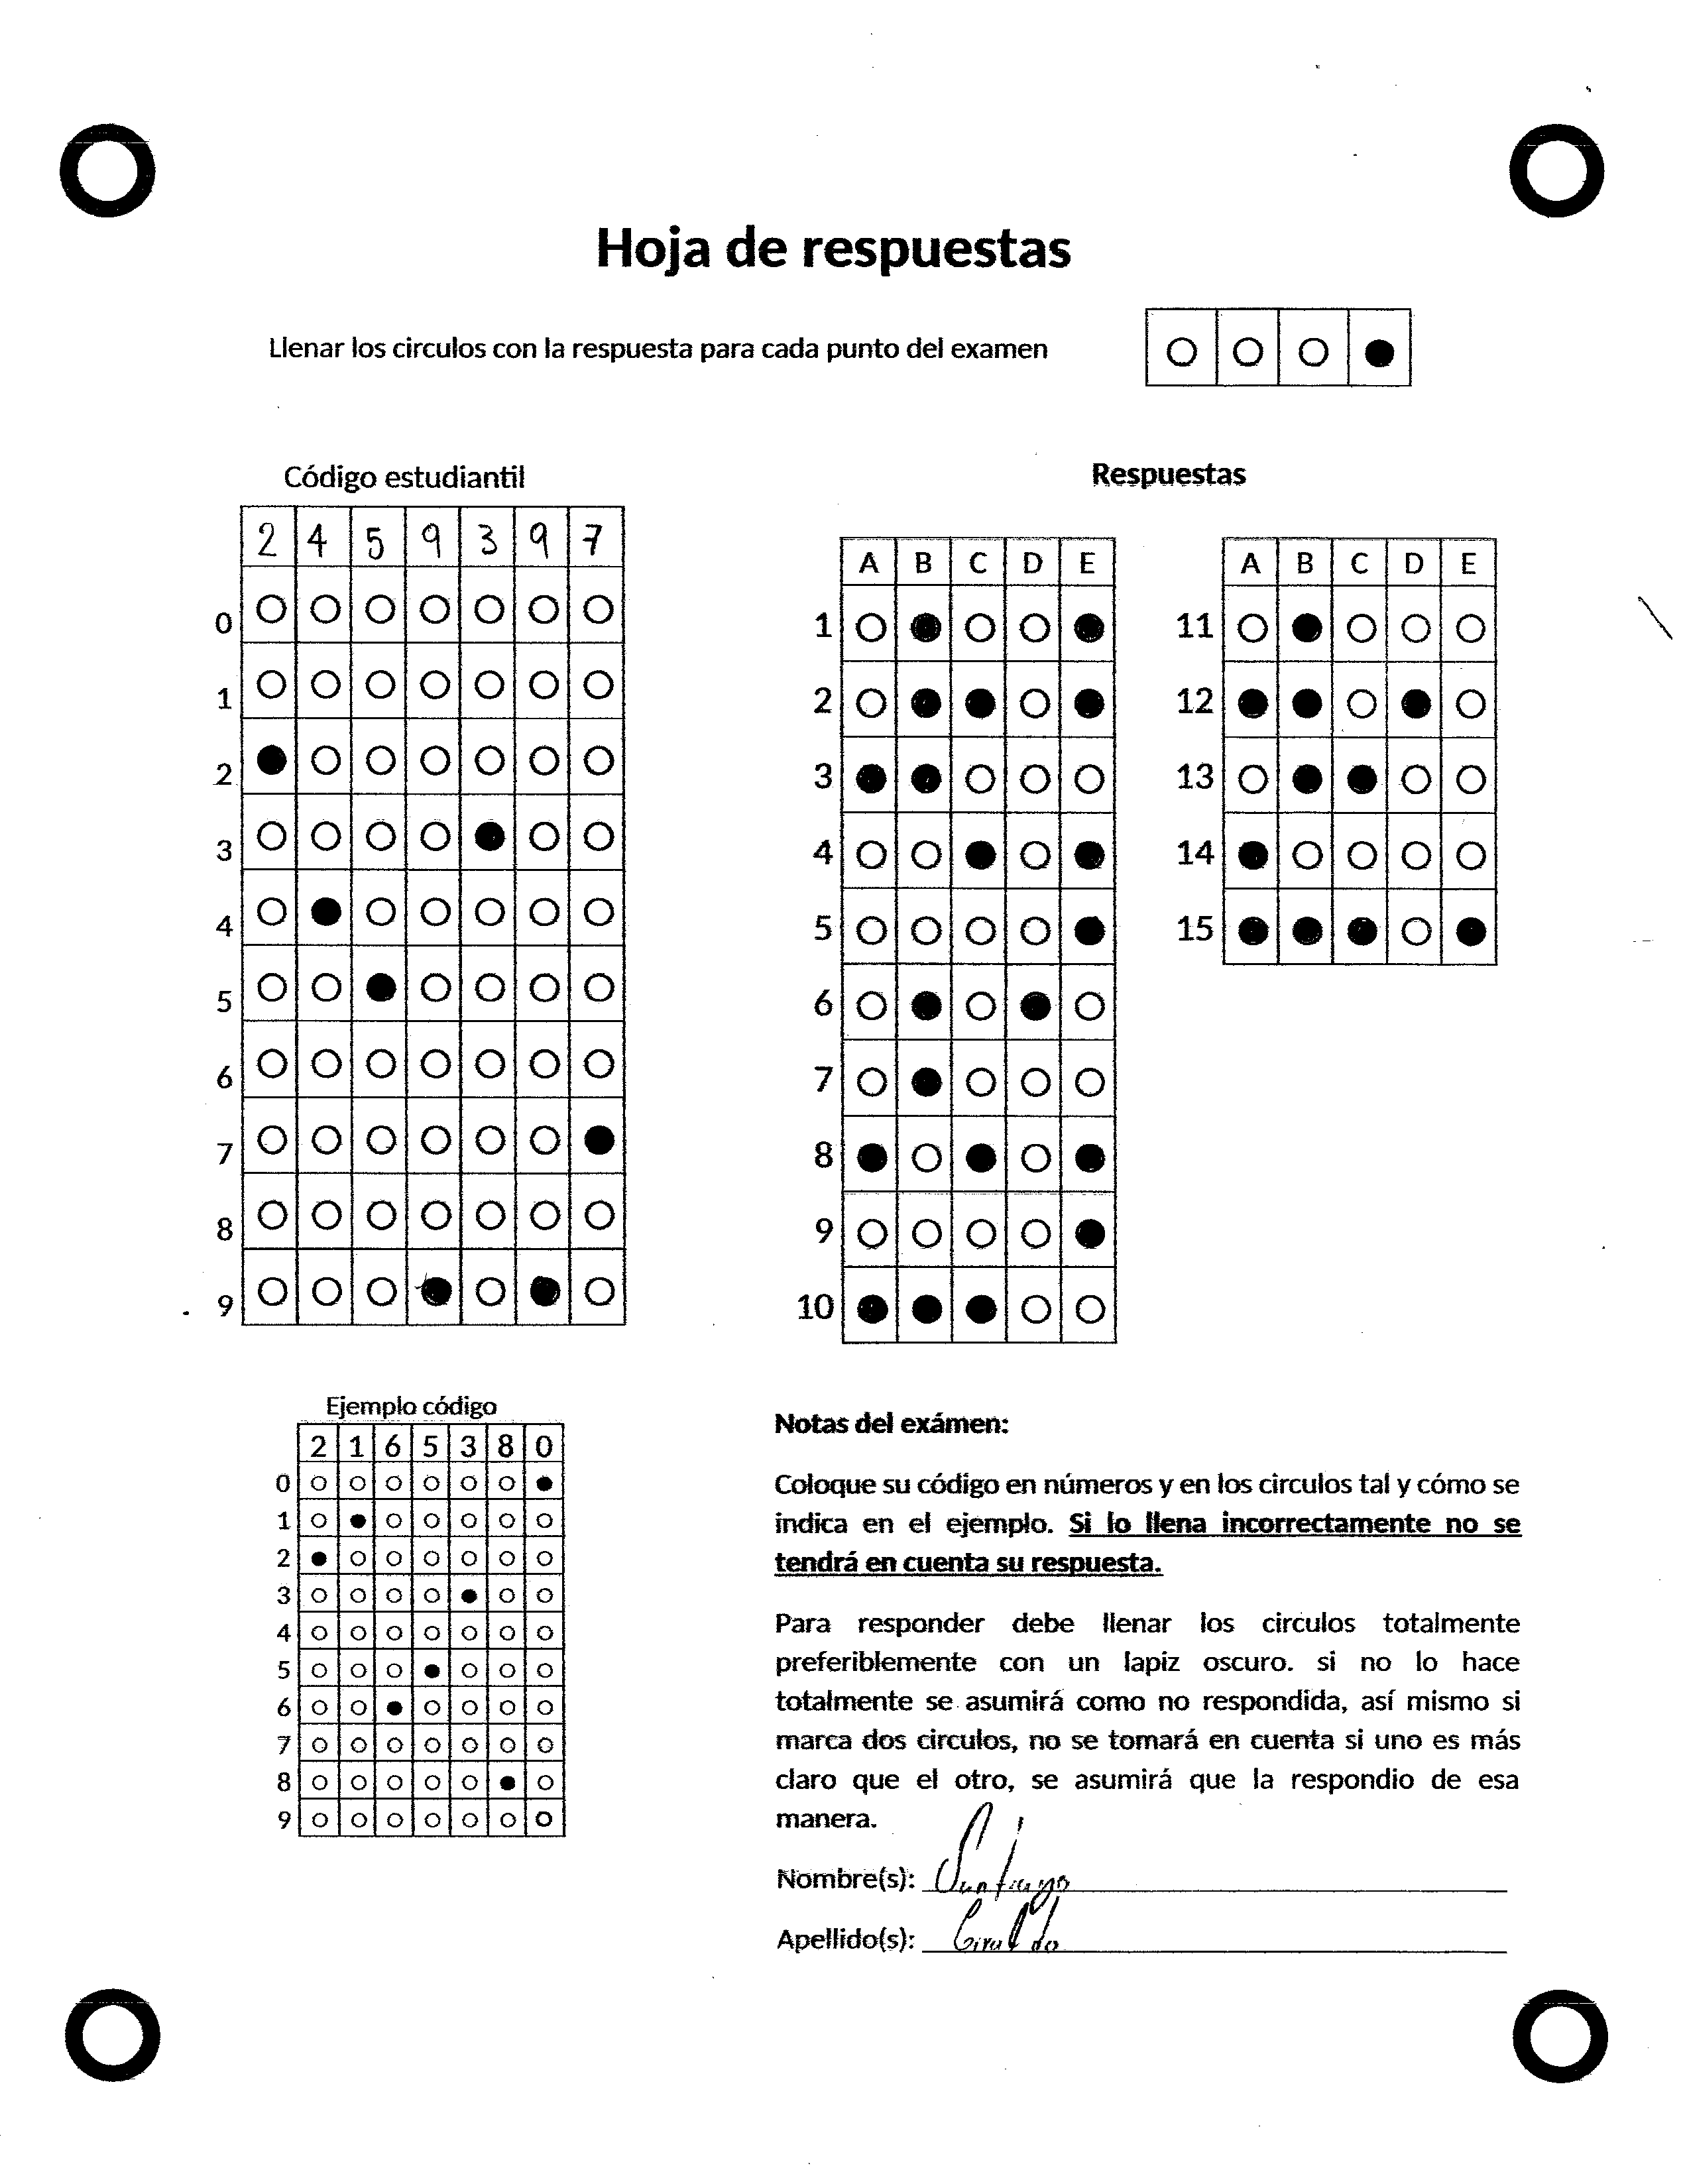 Hoja de respuestas
Llenar los circulos con la respuesta para cada punto del examen
Código estudiantil
2 4 5 9 3 9 7
0
1
2
3
4
5
6
7
8
9
Respuestas
A B C D E
1
2
3
4
5
6
7
8
9
10
A B C D E
11
12
13
14
15
Ejemplo código
2 1 6 5 3 8 0
0
1
2
3
4
5
6
7
8
9
Notas del exámen:
Coloque su código en números y en los circulos tal y cómo se
indica en el ejemplo. Si lo llena incorrectamente no se
tendrá en cuenta su respuesta.
Para responder debe llenar los circulos totalmente
preferiblemente con un lapiz oscuro. si no lo hace
totalmente se asumirá como no respondida, así mismo si
marca dos circulos, no se tomará en cuenta si uno es más
claro que el otro, se asumirá que la respondio de esa
manera.
Nombre(s): Santiago
Apellido(s): Giraldo